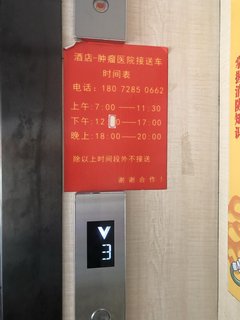 酒店-肿瘤医院接送车
时间表
电话：180 7285 0662
上午：7:00——11:30
下午：12: 0——17:00
晚上：18:00——20:00
除以上时间段外不接送
谢谢合作！
3